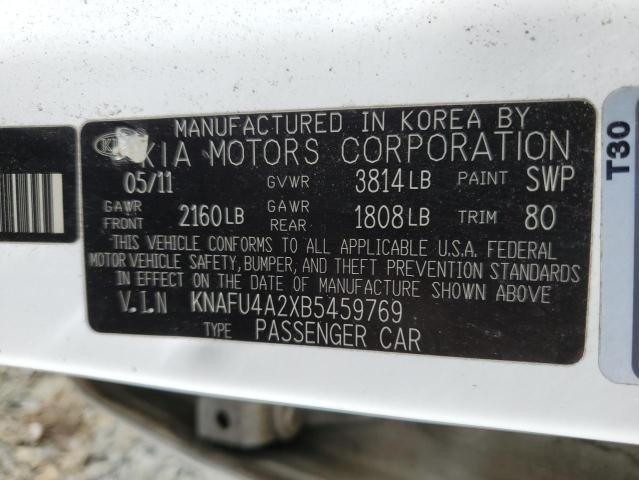 MANUFACTURED IN KOREA BY
KIA MOTORS CORPORATION
05/11 GVWR 3814 LB PAINT SWP
GAWR FRONT 2160 LB GAWR REAR 1808 LB TRIM 80
THIS VEHICLE CONFORMS TO ALL APPLICABLE U.S.A. FEDERAL
MOTOR VEHICLE SAFETY, BUMPER, AND THEFT PREVENTION STANDARDS
IN EFFECT ON THE DATE OF MANUFACTURE SHOWN ABOVE.
V.I.N KNAFU4A2XB5459769
TYPE PASSENGER CAR
T30